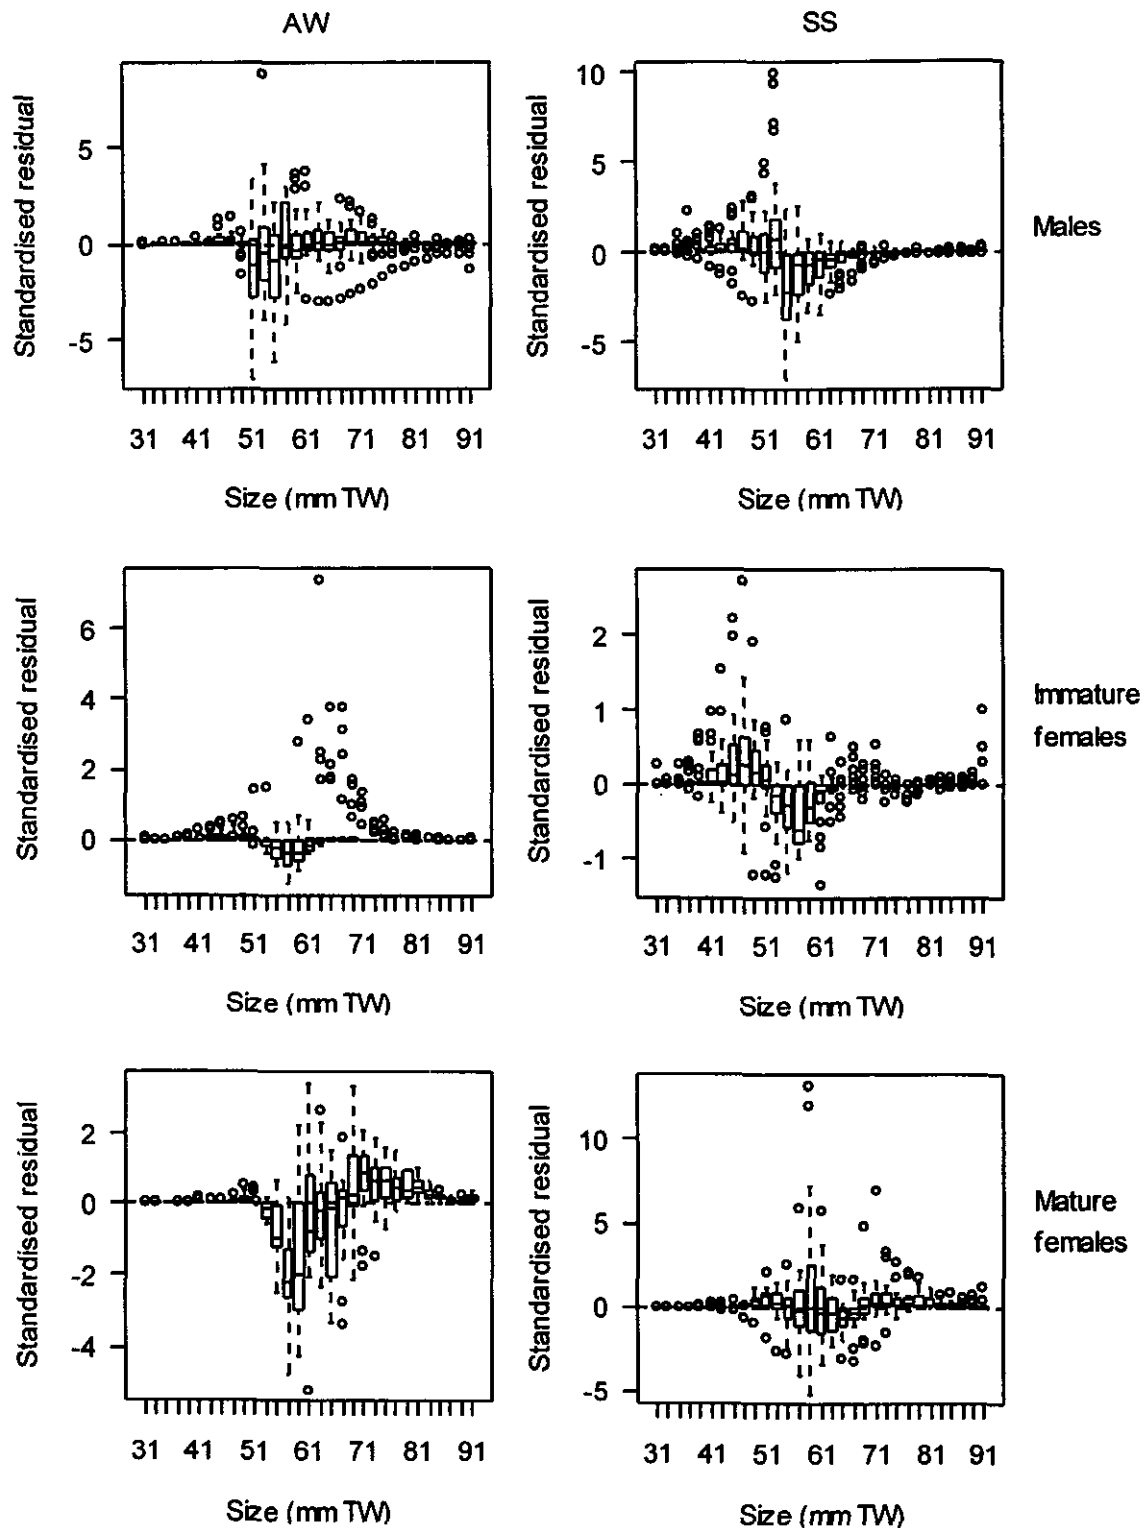 AW
SS
Standardised residual
5
0
-5
31 41 51 61 71 81 91
Size (mm TW)
Standardised residual
10
5
0
-5
31 41 51 61 71 81 91
Size (mm TW)
Males
Standardised residual
6
4
2
0
31 41 51 61 71 81 91
Size (mm TW)
Standardised residual
2
1
0
-1
31 41 51 61 71 81 91
Size (mm TW)
Immature
females
Standardised residual
2
0
-2
-4
31 41 51 61 71 81 91
Size (mm TW)
Standardised residual
10
5
0
-5
31 41 51 61 71 81 91
Size (mm TW)
Mature
females